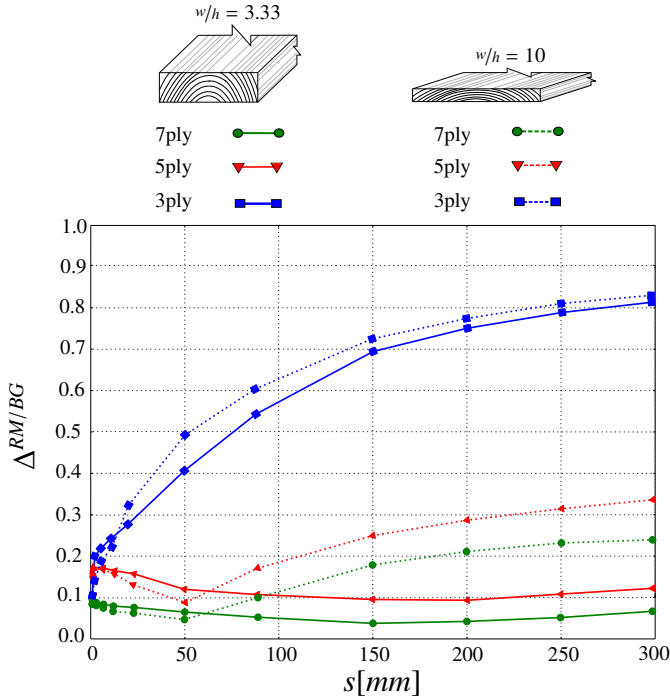 w/h = 3.33
w/h = 10
7ply 7ply
5ply 5ply
3ply 3ply
1.0
0.9
0.8
0.7
0.6
0.5
0.4
0.3
0.2
0.1
0.0
Δ^{RM/BG}
0 50 100 150 200 250 300
s[mm]